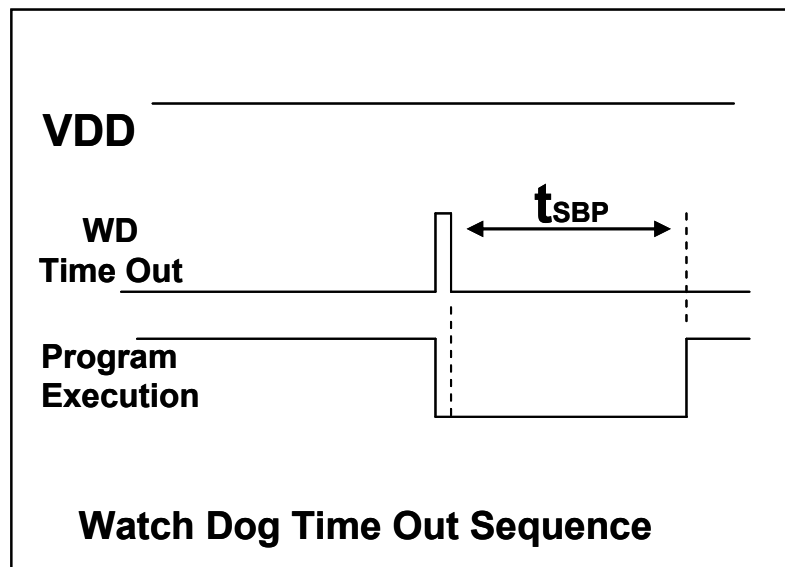 VDD
WD
Time Out
tSBP
Program
Execution
Watch Dog Time Out Sequence